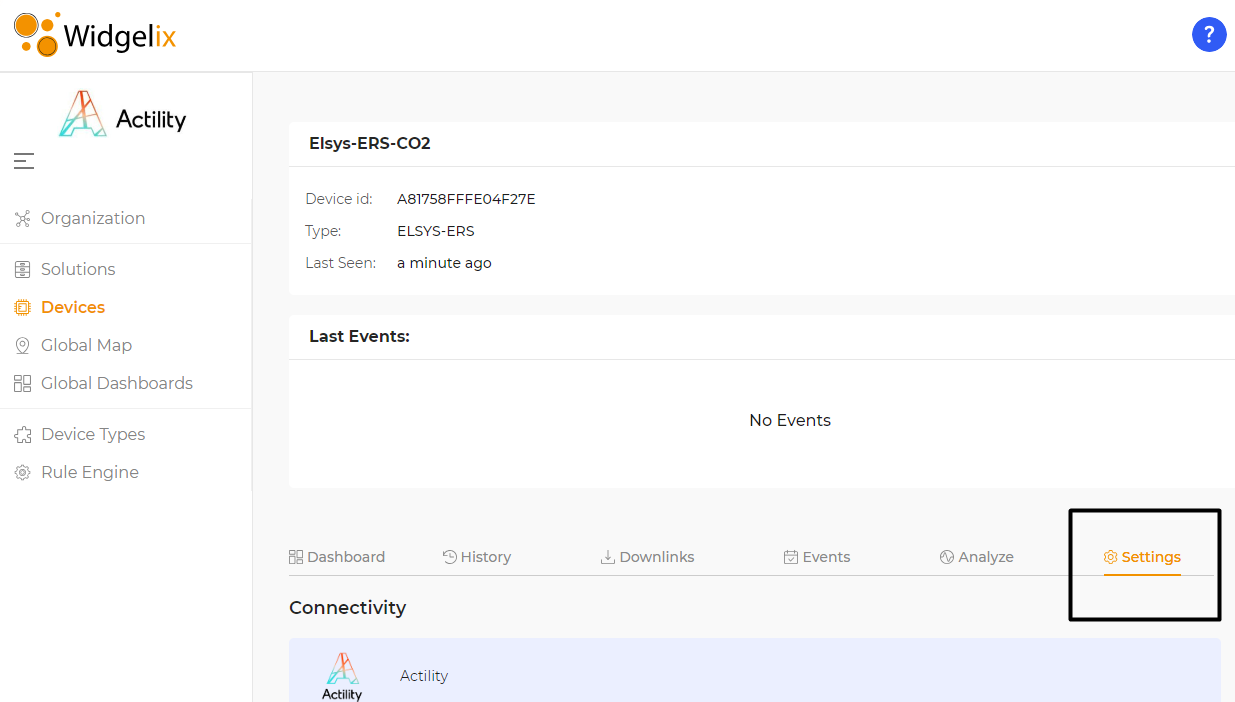 Widgelix
?
Actility
Organization
Solutions
Devices
Global Map
Global Dashboards
Device Types
Rule Engine
Elsys-ERS-CO2
Device id: A81758FFFE04F27E
Type: ELSYS-ERS
Last Seen: a minute ago
Last Events:
No Events
Dashboard History Downlinks Events Analyze Settings
Connectivity
Actility
Actility